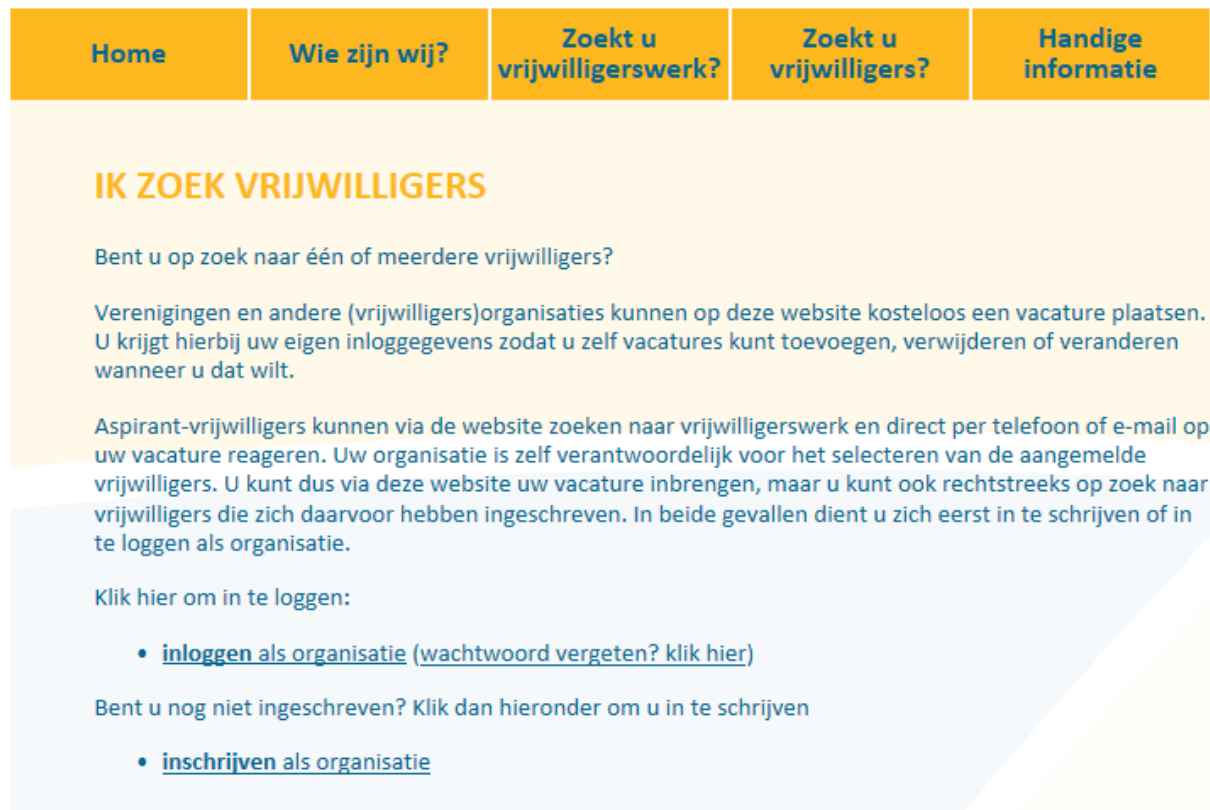 Home
Wie zijn wij?
Zoekt u
vrijwilligerswerk?
Zoekt u
vrijwilligers?
Handige
informatie
IK ZOEK VRIJWILLIGERS
Bent u op zoek naar één of meerdere vrijwilligers?
Verenigingen en andere (vrijwilligers)organisaties kunnen op deze website kosteloos een vacature plaatsen.
U krijgt hierbij uw eigen inloggegevens zodat u zelf vacatures kunt toevoegen, verwijderen of veranderen
wanneer u dat wilt.
Aspirant-vrijwilligers kunnen via de website zoeken naar vrijwilligerswerk en direct per telefoon of e-mail op
uw vacature reageren. Uw organisatie is zelf verantwoordelijk voor het selecteren van de aangemelde
vrijwilligers. U kunt dus via deze website uw vacature inbrengen, maar u kunt ook rechtstreeks op zoek naar
vrijwilligers die zich daarvoor hebben ingeschreven. In beide gevallen dient u zich eerst in te schrijven of in
te loggen als organisatie.
Klik hier om in te loggen:
• inloggen als organisatie (wachtwoord vergeten? klik hier)
Bent u nog niet ingeschreven? Klik dan hieronder om u in te schrijven
• inschrijven als organisatie